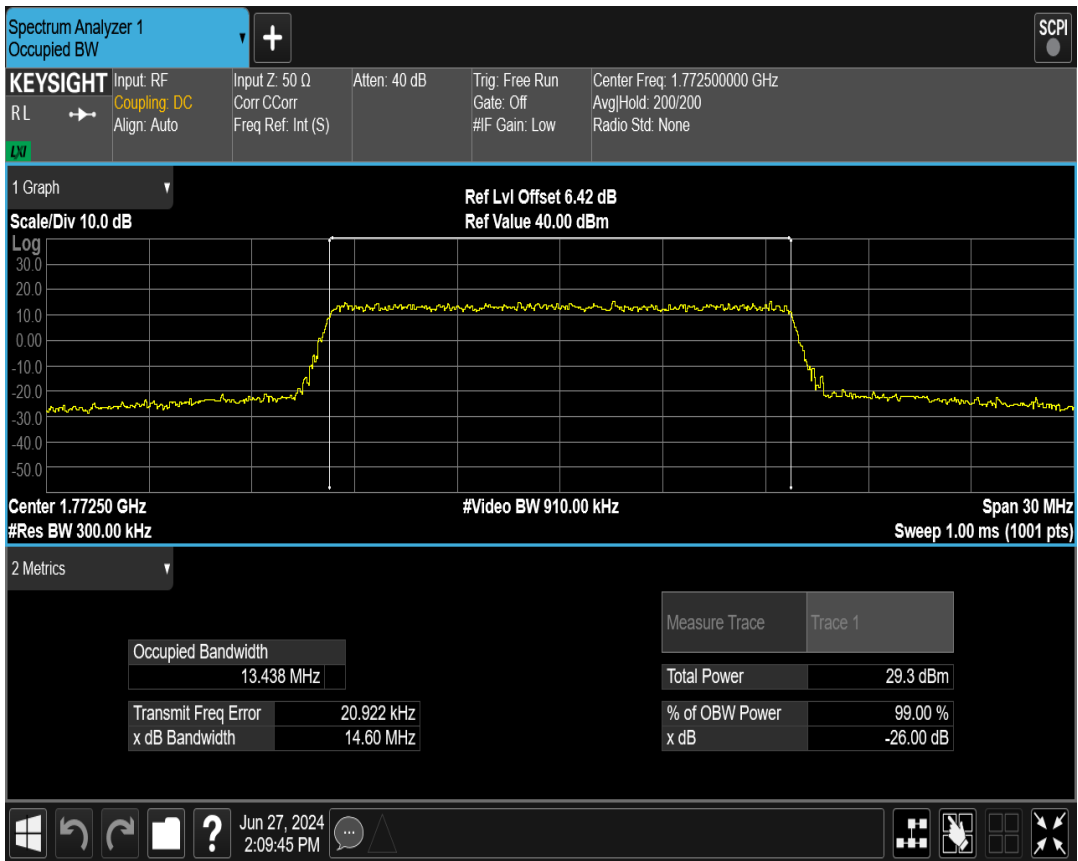 Spectrum Analyzer 1
Occupied BW
+
SCPI
KEYSIGHT
RL
LXI
Input: RF
Coupling: DC
Align: Auto
Input Z: 50 Ω
Corr CCorr
Freq Ref: Int (S)
Atten: 40 dB
Trig: Free Run
Gate: Off
#IF Gain: Low
Center Freq: 1.772500000 GHz
Avg|Hold: 200/200
Radio Std: None
1 Graph
Ref Lvl Offset 6.42 dB
Scale/Div 10.0 dB
Ref Value 40.00 dBm
Log
30.0
20.0
10.0
0.00
-10.0
-20.0
-30.0
-40.0
-50.0
Center 1.77250 GHz
#Video BW 910.00 kHz
Span 30 MHz
#Res BW 300.00 kHz
Sweep 1.00 ms (1001 pts)
2 Metrics
Measure Trace
Trace 1
Occupied Bandwidth
13.438 MHz
Total Power
29.3 dBm
Transmit Freq Error
20.922 kHz
% of OBW Power
99.00 %
x dB Bandwidth
14.60 MHz
x dB
-26.00 dB
?
Jun 27, 2024
2:09:45 PM